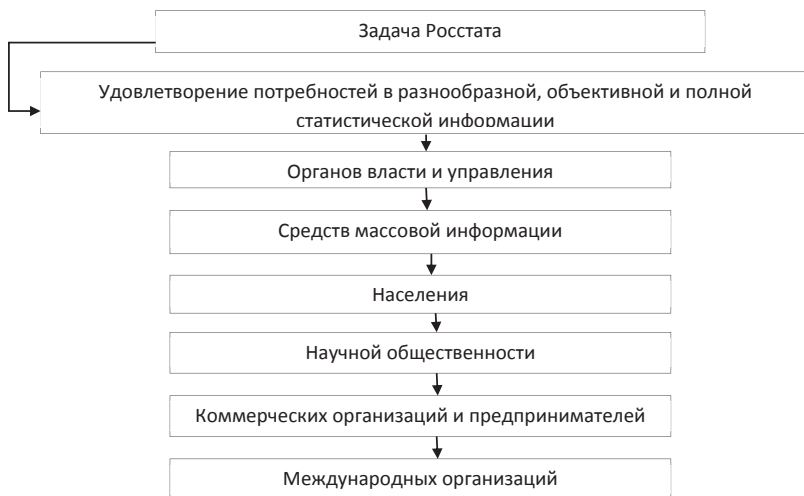 Задача Росстата
Удовлетворение потребностей в разнообразной, объективной и полной
статистической информации
Органов власти и управления
Средств массовой информации
Населения
Научной общественности
Коммерческих организаций и предпринимателей
Международных организаций